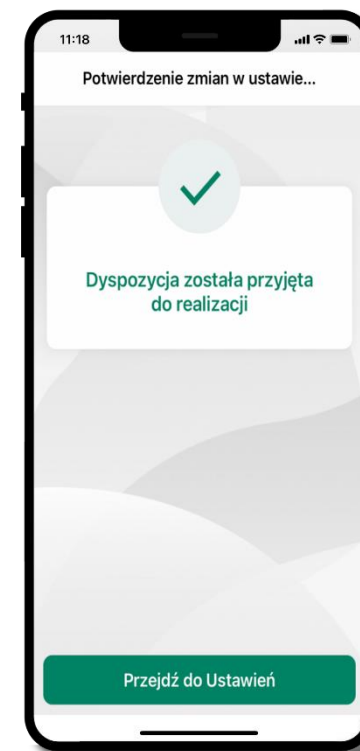 11:18
Potwierdzenie zmian w ustawie...
Dyspozycja została przyjęta
do realizacji
Przejdź do Ustawień